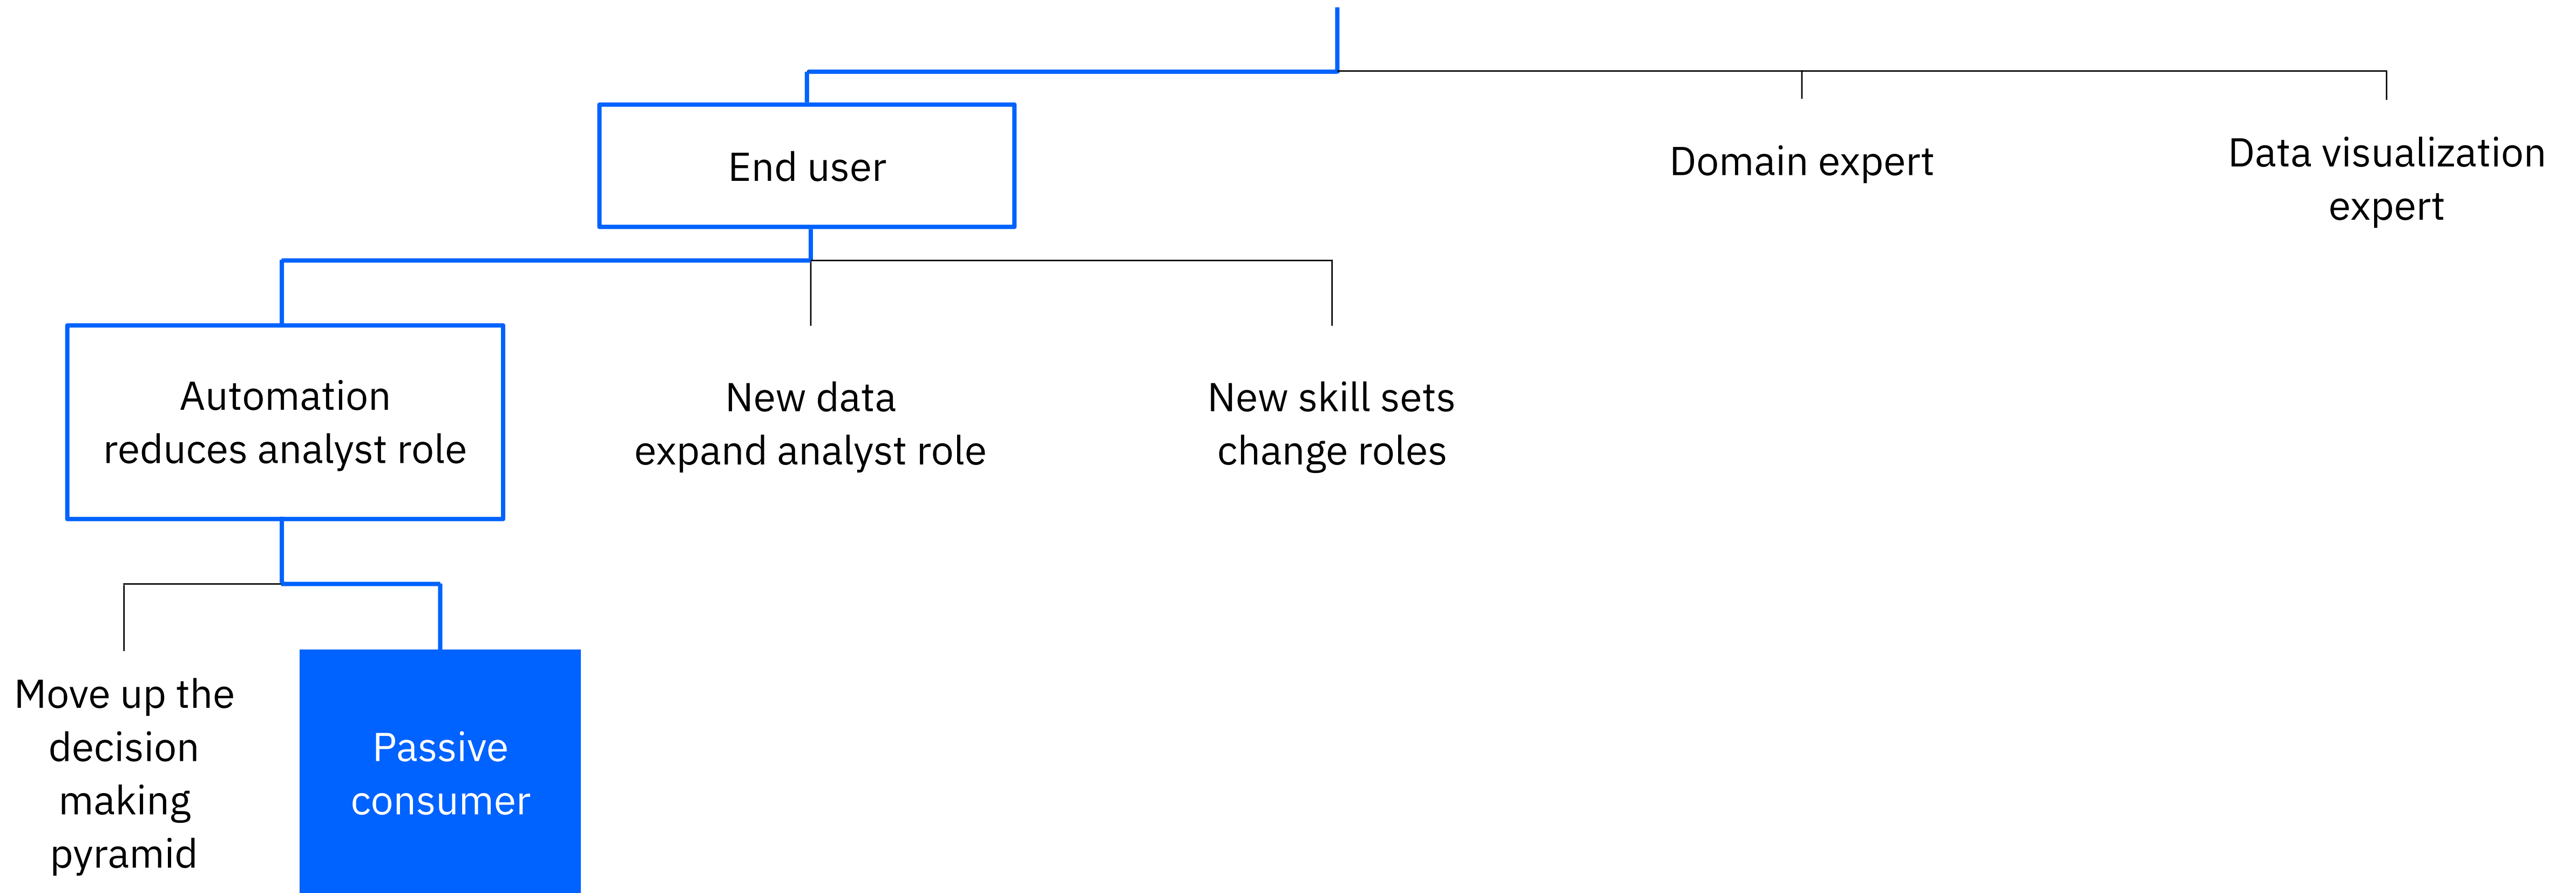 End user
Domain expert
Data visualization
expert
Automation
reduces analyst role
New data
expand analyst role
New skill sets
change roles
Move up the
decision
making
pyramid
Passive
consumer